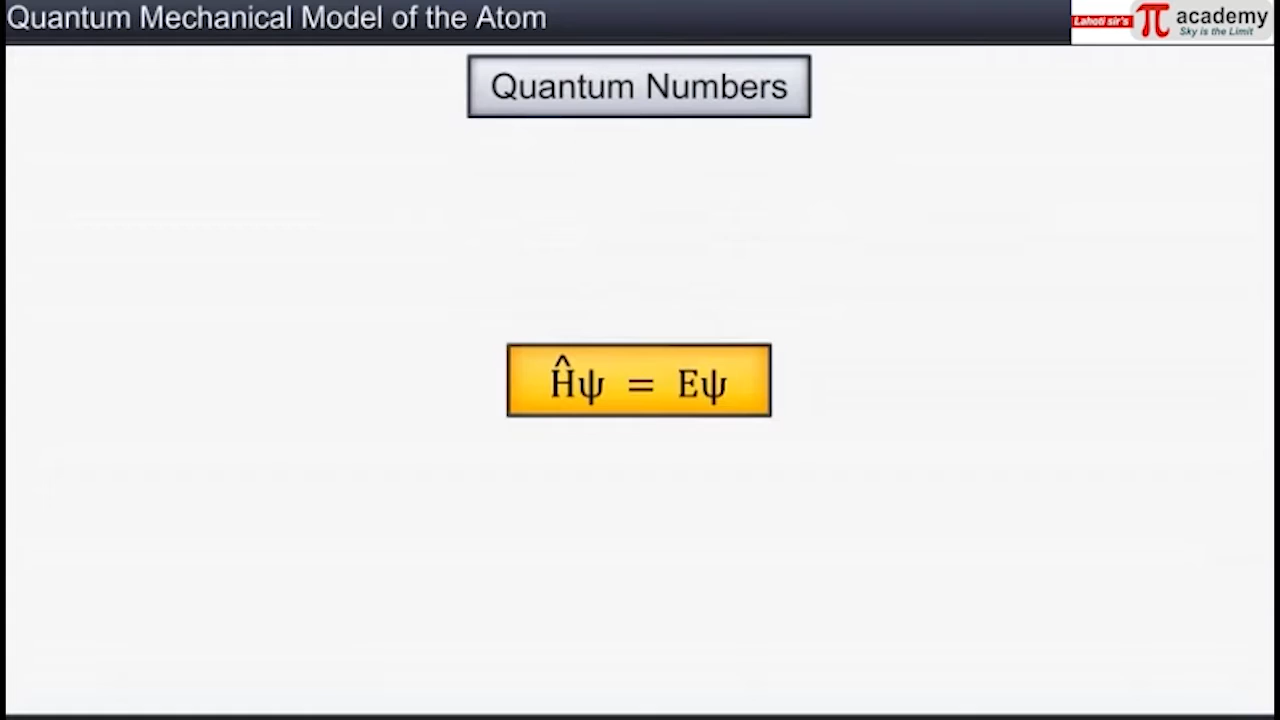 Quantum Mechanical Model of the Atom
Lahoti sir's π academy
Sky is the Limit
Quantum Numbers
Ĥψ = Eψ